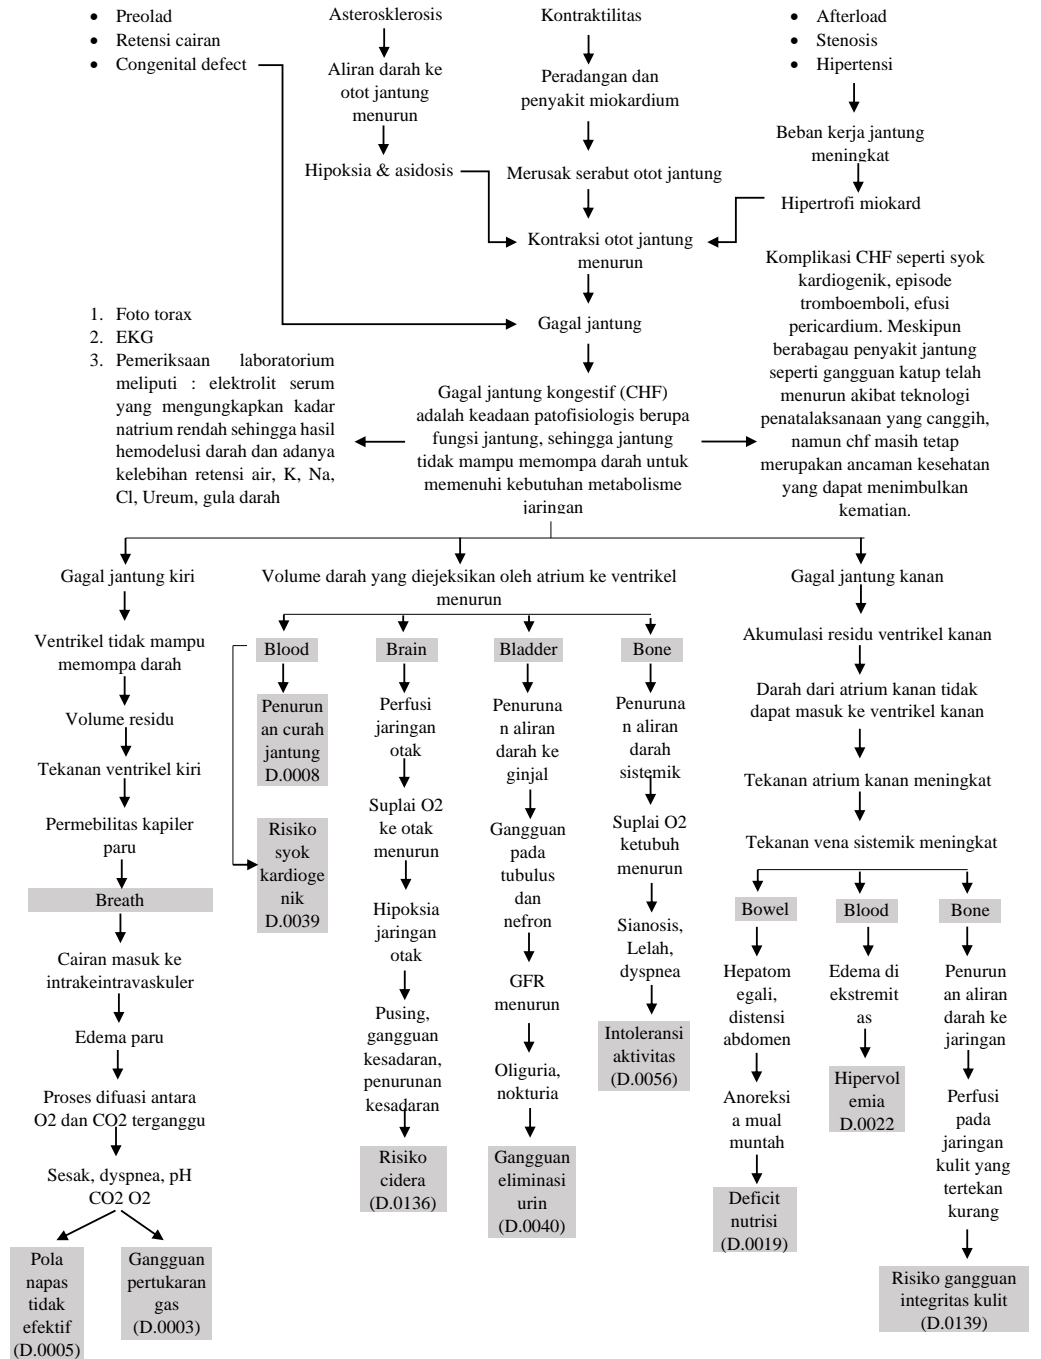 • Preolad
• Retensi cairan
• Congenital defect
Asterosklerosis
Aliran darah ke
otot jantung
menurun
Hipoksia & asidosis
Kontraktilitas
Peradangan dan
penyakit miokardium
Merusak serabut otot jantung
• Afterload
• Stenosis
• Hipertensi
Beban kerja jantung
meningkat
Hipertrofi miokard
Kontraksi otot jantung
menurun
Gagal jantung
1. Foto torax
2. EKG
3. Pemeriksaan laboratorium
meliputi : elektrolit serum
yang mengungkapkan kadar
natrium rendah sehingga hasil
hemodelusi darah dan adanya
kelebihan retensi air, K, Na,
Cl, Ureum, gula darah
Gagal jantung kongestif (CHF)
adalah keadaan patofisiologis berupa
fungsi jantung, sehingga jantung
tidak mampu memompa darah untuk
memenuhi kebutuhan metabolisme
jaringan
Komplikasi CHF seperti syok
kardiogenik, episode
tromboemboli, efusi
pericardium. Meskipun
berabagau penyakit jantung
seperti gangguan katup telah
menurun akibat teknologi
penatalaksanaan yang canggih,
namun chf masih tetap
merupakan ancaman kesehatan
yang dapat menimbulkan
kematian.
Gagal jantung kiri
Ventrikel tidak mampu
memompa darah
Volume residu
Tekanan ventrikel kiri
Permebilitas kapiler
paru
Breath
Cairan masuk ke
intrakeintravaskuler
Edema paru
Proses difuasi antara
O2 dan CO2 terganggu
Sesak, dyspnea, pH
CO2 O2
Pola
napas
tidak
efektif
(D.0005)
Gangguan
pertukaran
gas
(D.0003)
Volume darah yang diejeksikan oleh atrium ke ventrikel
menurun
Blood
Penurun
an curah
jantung
D.0008
Risiko
syok
kardioge
nik
D.0039
Brain
Perfusi
jaringan
otak
Suplai O2
ke otak
menurun
Hipoksia
jaringan
otak
Pusing,
gangguan
kesadaran,
penurunan
kesadaran
Risiko
cidera
(D.0136)
Bladder
Penuruna
n aliran
darah ke
ginjal
Gangguan
pada
tubulus
dan
nefron
GFR
menurun
Oliguria,
nokturia
Gangguan
eliminasi
urin
(D.0040)
Bone
Penuruna
n aliran
darah
sistemik
Suplai O2
ketubuh
menurun
Sianosis,
Lelah,
dyspnea
Intoleransi
aktivitas
(D.0056)
Gagal jantung kanan
Akumulasi residu ventrikel kanan
Darah dari atrium kanan tidak
dapat masuk ke ventrikel kanan
Tekanan atrium kanan meningkat
Tekanan vena sistemik meningkat
Bowel
Hepatom
egali,
distensi
abdomen
Anoreksi
a mual
muntah
Deficit
nutrisi
(D.0019)
Blood
Edema di
ekstremit
as
Hipervol
emia
D.0022
Bone
Penurun
an aliran
darah ke
jaringan
Perfusi
pada
jaringan
kulit yang
tertekan
kurang
Risiko gangguan
integritas kulit
(D.0139)